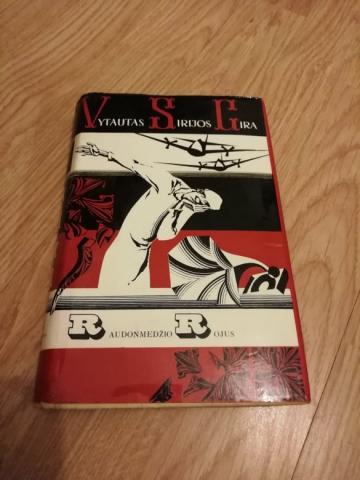 VYTAUTAS SIRIJOS GIRA
RAUDONMEDŽIO ROJUS